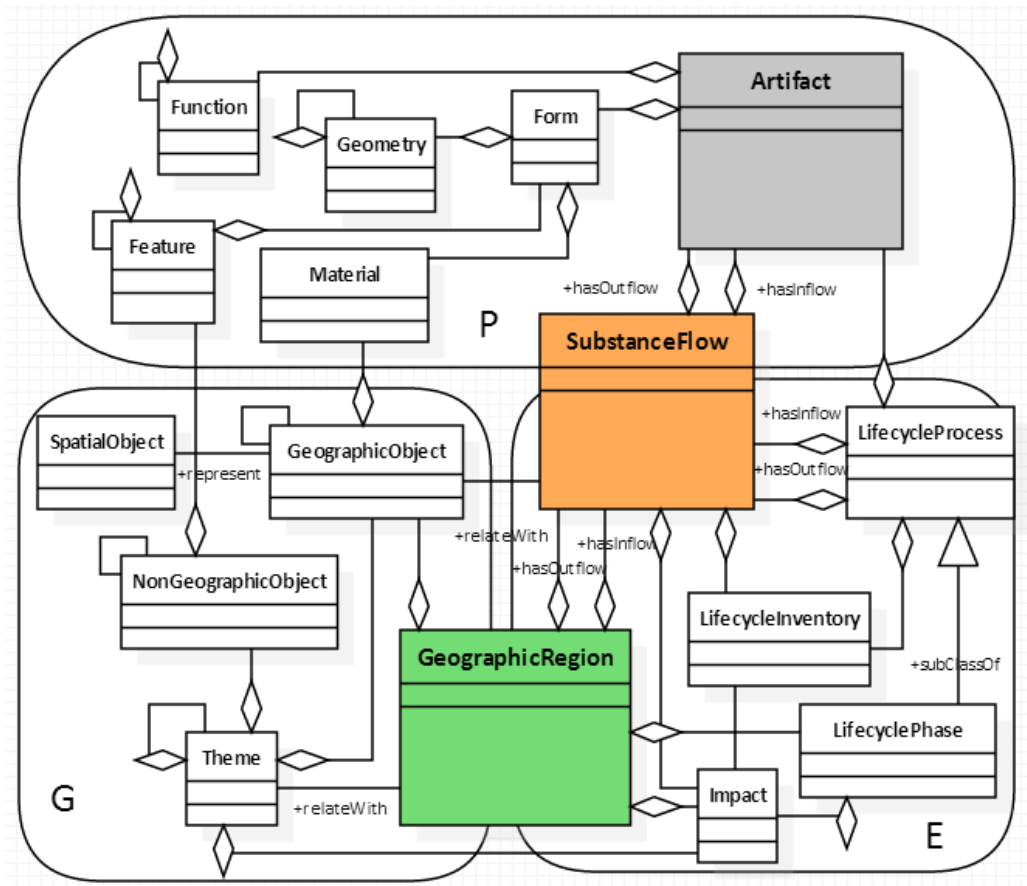 Artifact
Function
Form
Geometry
Feature
Material
+hasOutflow
+hasInflow
P
SubstanceFlow
+hasInflow
LifecycleProcess
SpatialObject
GeographicObject
+represent
+hasOutflow
+relateWith
+hasInflow
+hasOutflow
NonGeographicObject
LifecycleInventory
GeographicRegion
+subClassOf
LifecyclePhase
Theme
Impact
G
+relateWith
E